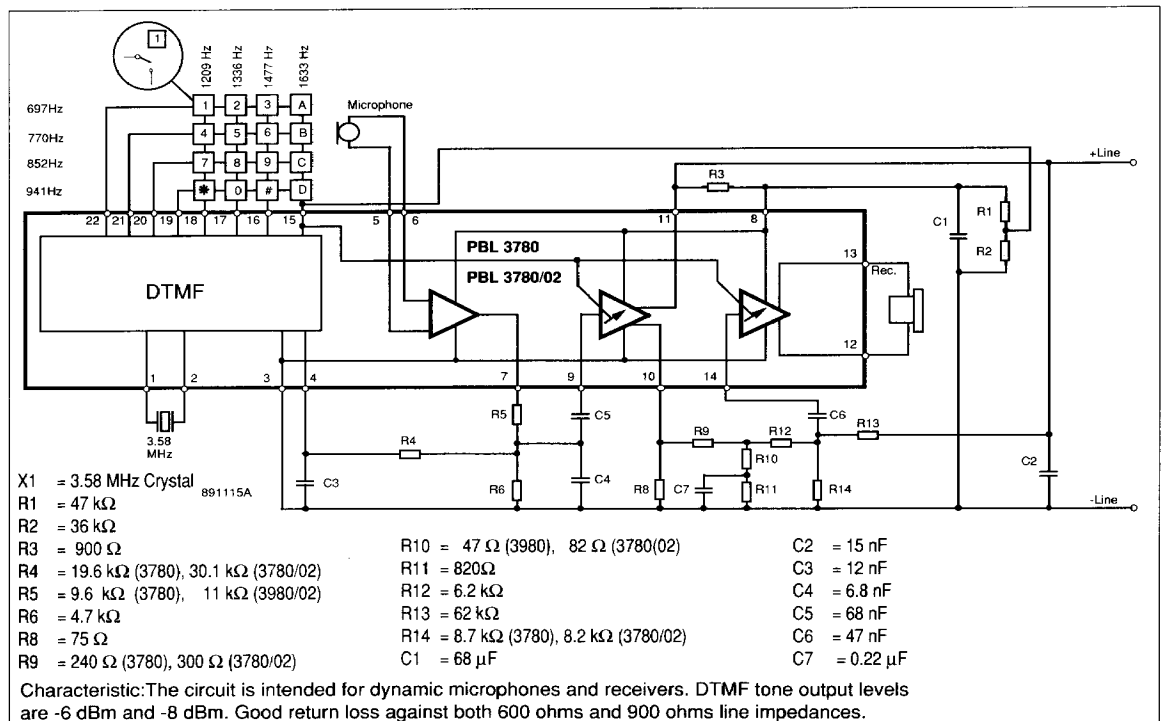 1
1209 Hz
1336 Hz
1477 Hz
1633 Hz
697Hz
1 2 3 A
Microphone
770Hz
4 5 6 B
852Hz
7 8 9 C
941Hz
* 0 # D
+Line
R3
22 21 20 19 18 17 16 15 5 6 11 8
C1
R1
R2
PBL 3780
PBL 3780/02
DTMF
13
Rec.
12
1 2 3 4 7 9 10 14
3.58
MHz
R5
C5
C6
R4
R9
R12
R13
R10
C2
C3
R6
C4
R8
C7
R11
R14
-Line
891115A
X1 = 3.58 MHz Crystal
R1 = 47 kΩ
R2 = 36 kΩ
R3 = 900 Ω
R4 = 19.6 kΩ (3780), 30.1 kΩ (3780/02)
R5 = 9.6 kΩ (3780), 11 kΩ (3980/02)
R6 = 4.7 kΩ
R8 = 75 Ω
R9 = 240 Ω (3780), 300 Ω (3780/02)
R10 = 47 Ω (3980), 82 Ω (3780(02)
R11 = 820Ω
R12 = 6.2 kΩ
R13 = 62 kΩ
R14 = 8.7 kΩ (3780), 8.2 kΩ (3780/02)
C1 = 68 µF
C2 = 15 nF
C3 = 12 nF
C4 = 6.8 nF
C5 = 68 nF
C6 = 47 nF
C7 = 0.22 µF
Characteristic:The circuit is intended for dynamic microphones and receivers. DTMF tone output levels
are -6 dBm and -8 dBm. Good return loss against both 600 ohms and 900 ohms line impedances.